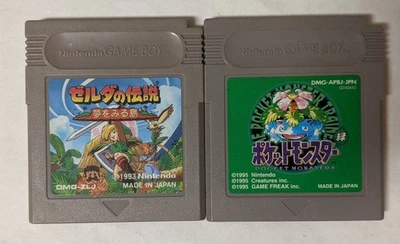 Nintendo GAME BOY
ゼルダの伝説
夢をみる島
©1993 Nintendo
MADE IN JAPAN
DMG-ZLJ
Nintendo GAME BOY
DMG-APBJ-JPN
ポケットモンスター
緑
POCKET MONSTERS
©1995 Nintendo
©1995 Creatures inc.
©1995 GAME FREAK inc.
MADE IN JAPAN